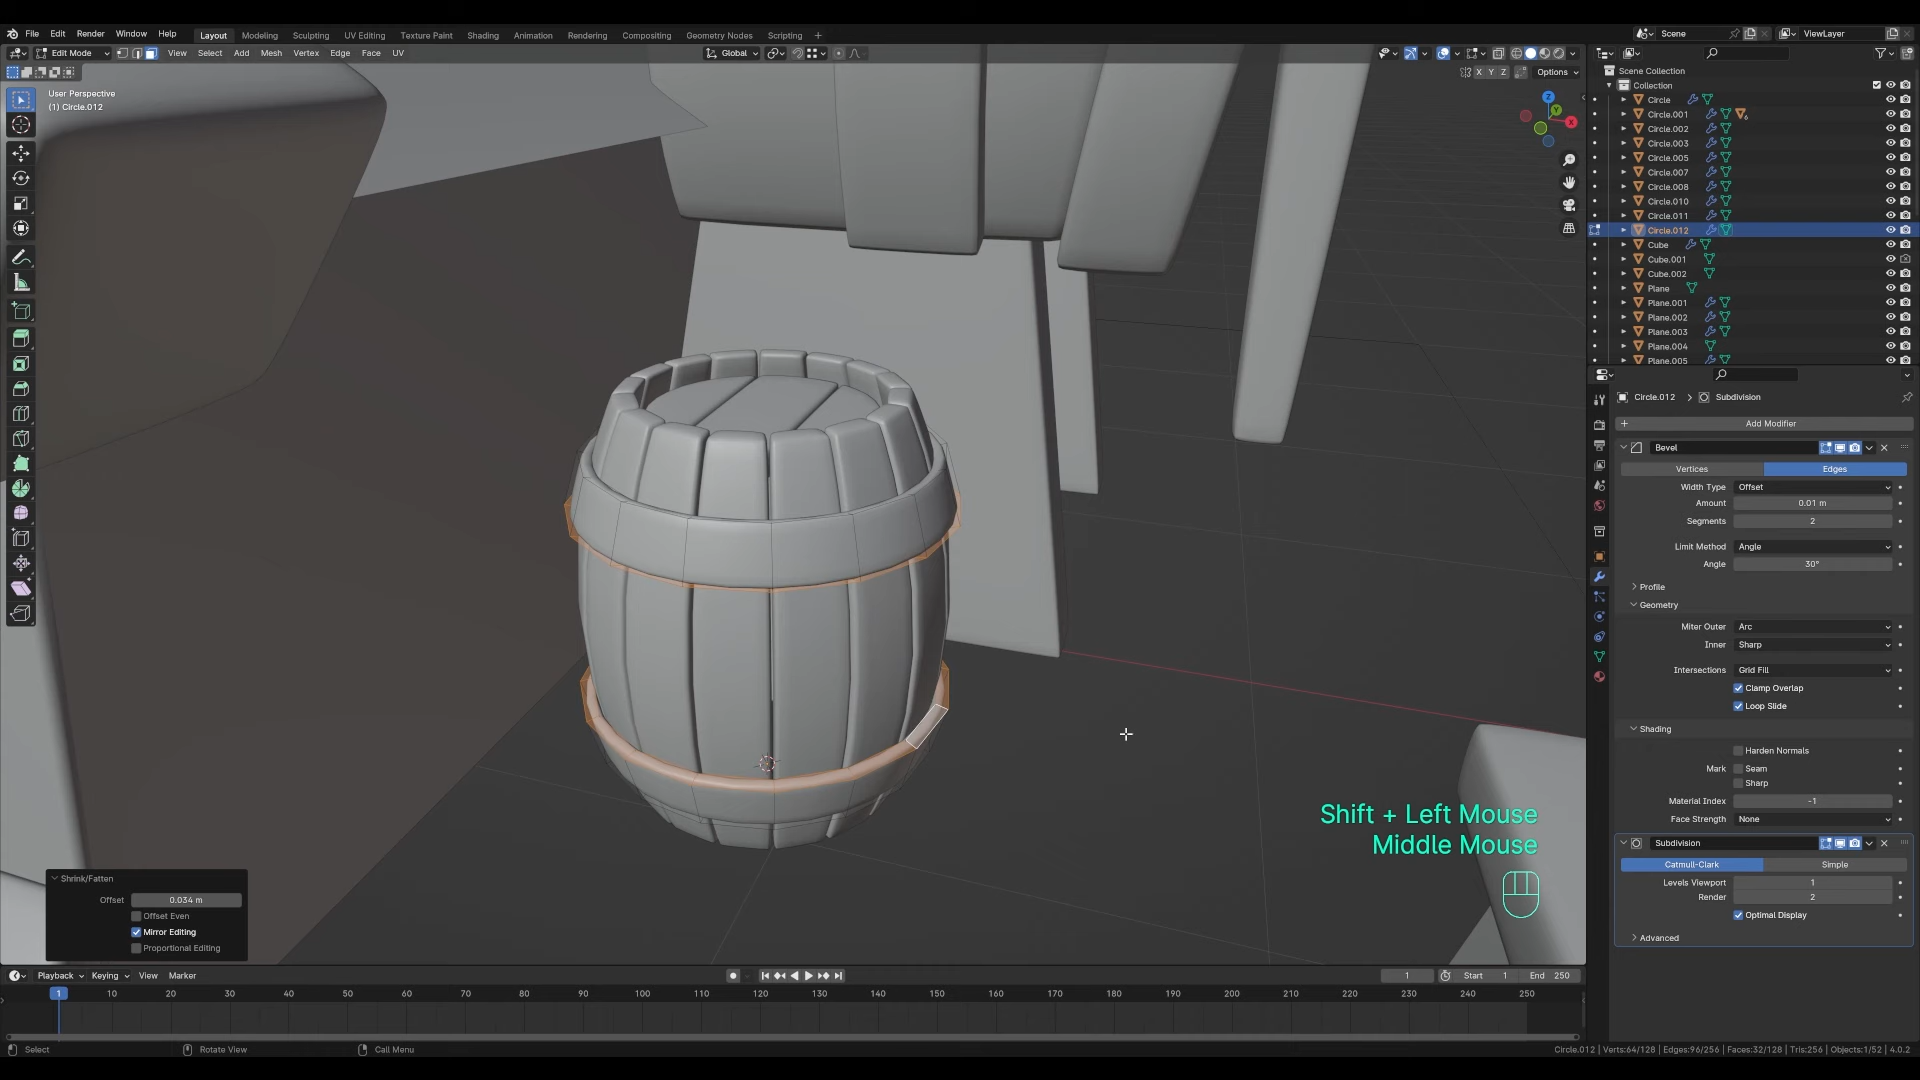 File Edit Render Window Help Layout Modeling Sculpting UV Editing Texture Paint Shading Animation Rendering Compositing Geometry Nodes Scripting + Scene ViewLayer
Edit Mode View Select Add Mesh Vertex Edge Face UV Global
X Y Z Options
User Perspective
(1) Circle.012
Z
Y
X
Scene Collection
Collection
Circle
Circle.001
Circle.002
Circle.003
Circle.005
Circle.007
Circle.008
Circle.010
Circle.011
Circle.012
Cube
Cube.001
Cube.002
Plane
Plane.001
Plane.002
Plane.003
Plane.004
Plane.005
Circle.012 > Subdivision
+ Add Modifier
Bevel
Vertices Edges
Width Type Offset
Amount 0.01 m
Segments 2
Limit Method Angle
Angle 30°
Profile
Geometry
Miter Outer Arc
Inner Sharp
Intersections Grid Fill
Clamp Overlap
Loop Slide
Shading
Harden Normals
Mark Seam
Sharp
Material Index -1
Face Strength None
Subdivision
Catmull-Clark Simple
Levels Viewport 1
Render 2
Optimal Display
Advanced
Shift + Left Mouse
Middle Mouse
Shrink/Fatten
Offset 0.034 m
Offset Even
Mirror Editing
Proportional Editing
Playback Keying View Marker 1 Start 1 End 250
1 10 20 30 40 50 60 70 80 90 100 110 120 130 140 150 160 170 180 190 200 210 220 230 240 250
Select Rotate View Call Menu Circle.012 | Verts:64/128 | Edges:96/256 | Faces:32/128 | Tris:256 | Objects:1/52 | 4.0.2